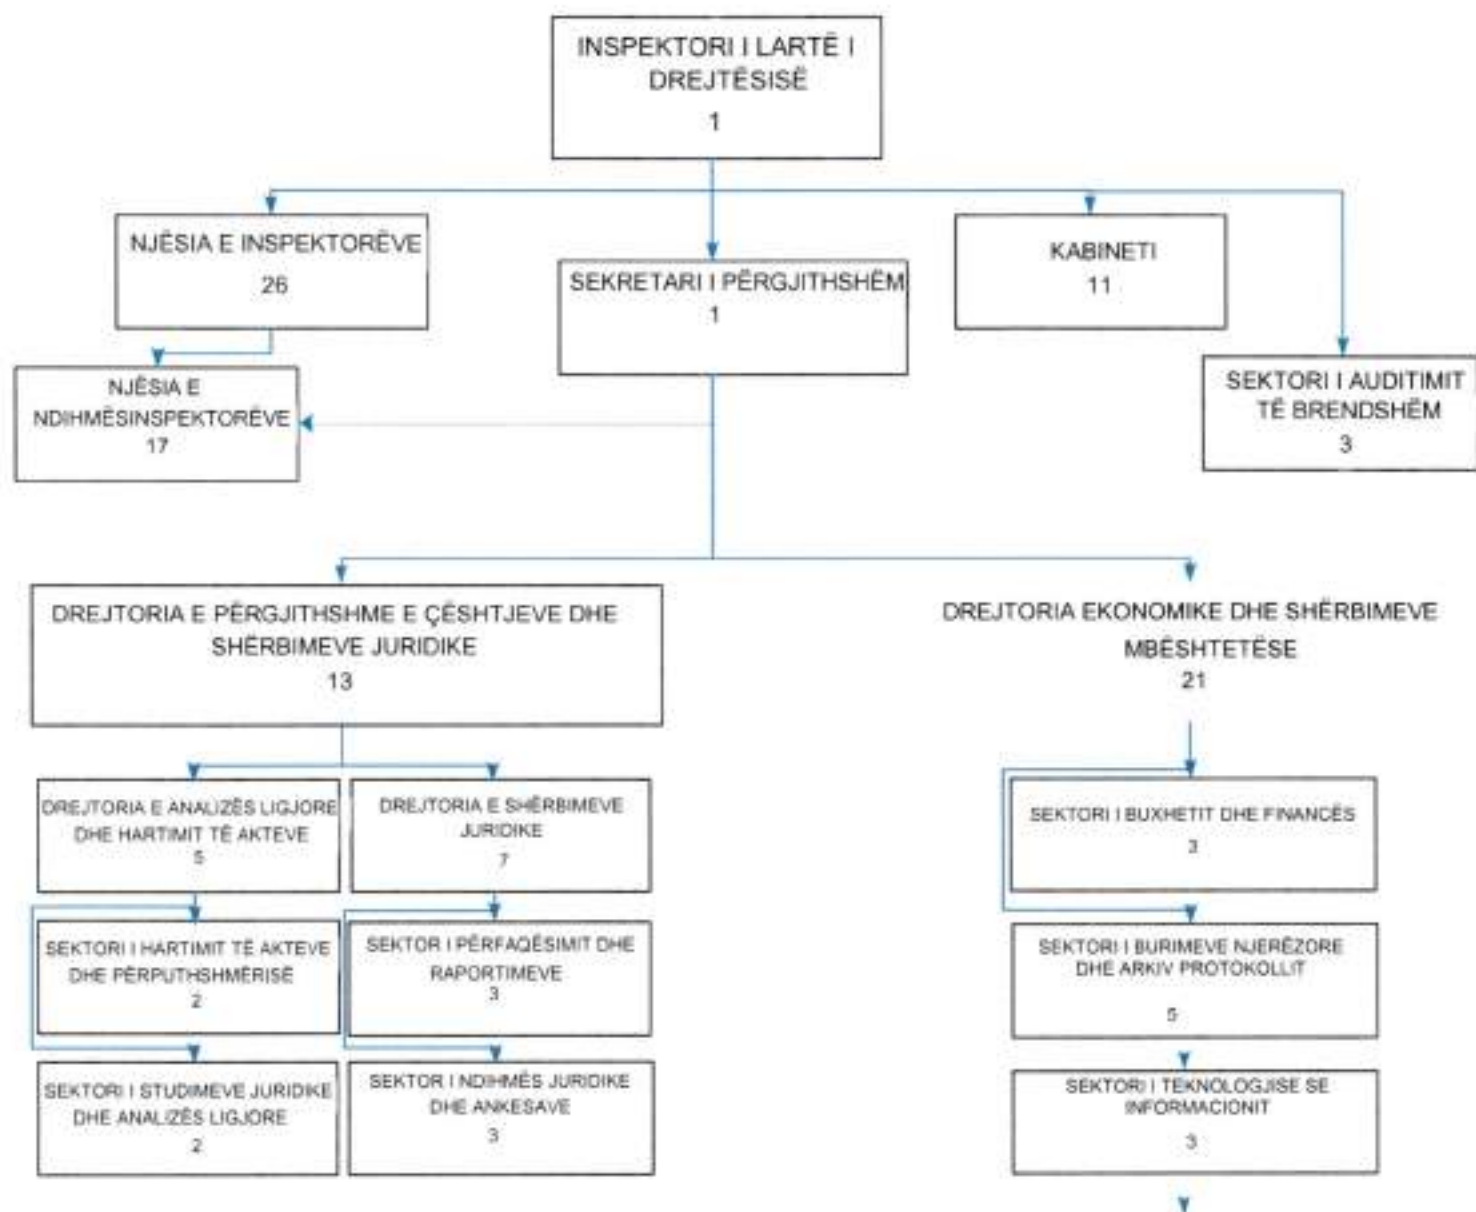 INSPEKTORI I LARTË I
DREJTËSISË
1
NJËSIA E INSPEKTORËVE
26
SEKRETARI I PËRGJITHSHËM
1
KABINETI
11
NJËSIA E
NDIHMËSINSPEKTORËVE
17
SEKTORI I AUDITIMIT
TË BRENDSHËM
3
DREJTORIA E PËRGJITHSHME E ÇËSHTJEVE DHE
SHËRBIMEVE JURIDIKE
13
DREJTORIA EKONOMIKE DHE SHËRBIMEVE
MBËSHTETËSE
21
DREJTORIA E ANALIZËS LIGJORE
DHE HARTIMIT TË AKTEVE
5
DREJTORIA E SHËRBIMEVE
JURIDIKE
7
SEKTORI I BUXHETIT DHE FINANCËS
3
SEKTORI I HARTIMIT TË AKTEVE
DHE PËRPUTHSHMËRISË
2
SEKTOR I PËRFAQËSIMIT DHE
RAPORTIMEVE
3
SEKTORI I BURIMEVE NJERËZORE
DHE ARKIV PROTOKOLLIT
5
SEKTORI I STUDIMEVE JURIDIKE
DHE ANALIZËS LIGJORE
2
SEKTOR I NDIHMËS JURIDIKE
DHE ANKESAVE
3
SEKTORI I TEKNOLOGJISE SE
INFORMACIONIT
3